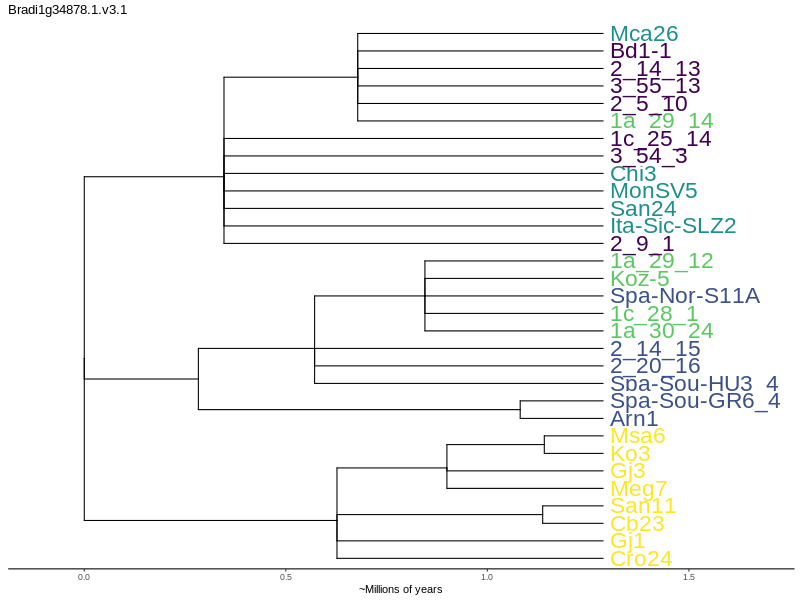 Bradi1g34878.1.v3.1
Mca26
Bd1-1
2_14_13
3_55_13
2_5_10
1a_29_14
1c_25_14
3_54_3
Chi3
MonSV5
San24
Ita-Sic-SLZ2
2_9_1
1a_29_12
Koz-5
Spa-Nor-S11A
1c_28_1
1a_30_24
2_14_15
2_20_16
Spa-Sou-HU3_4
Spa-Sou-GR6_4
Arn1
Msa6
Ko3
Gj3
Meg7
San11
Cb23
Gj1
Cro24
0.0 0.5 1.0 1.5
~Millions of years